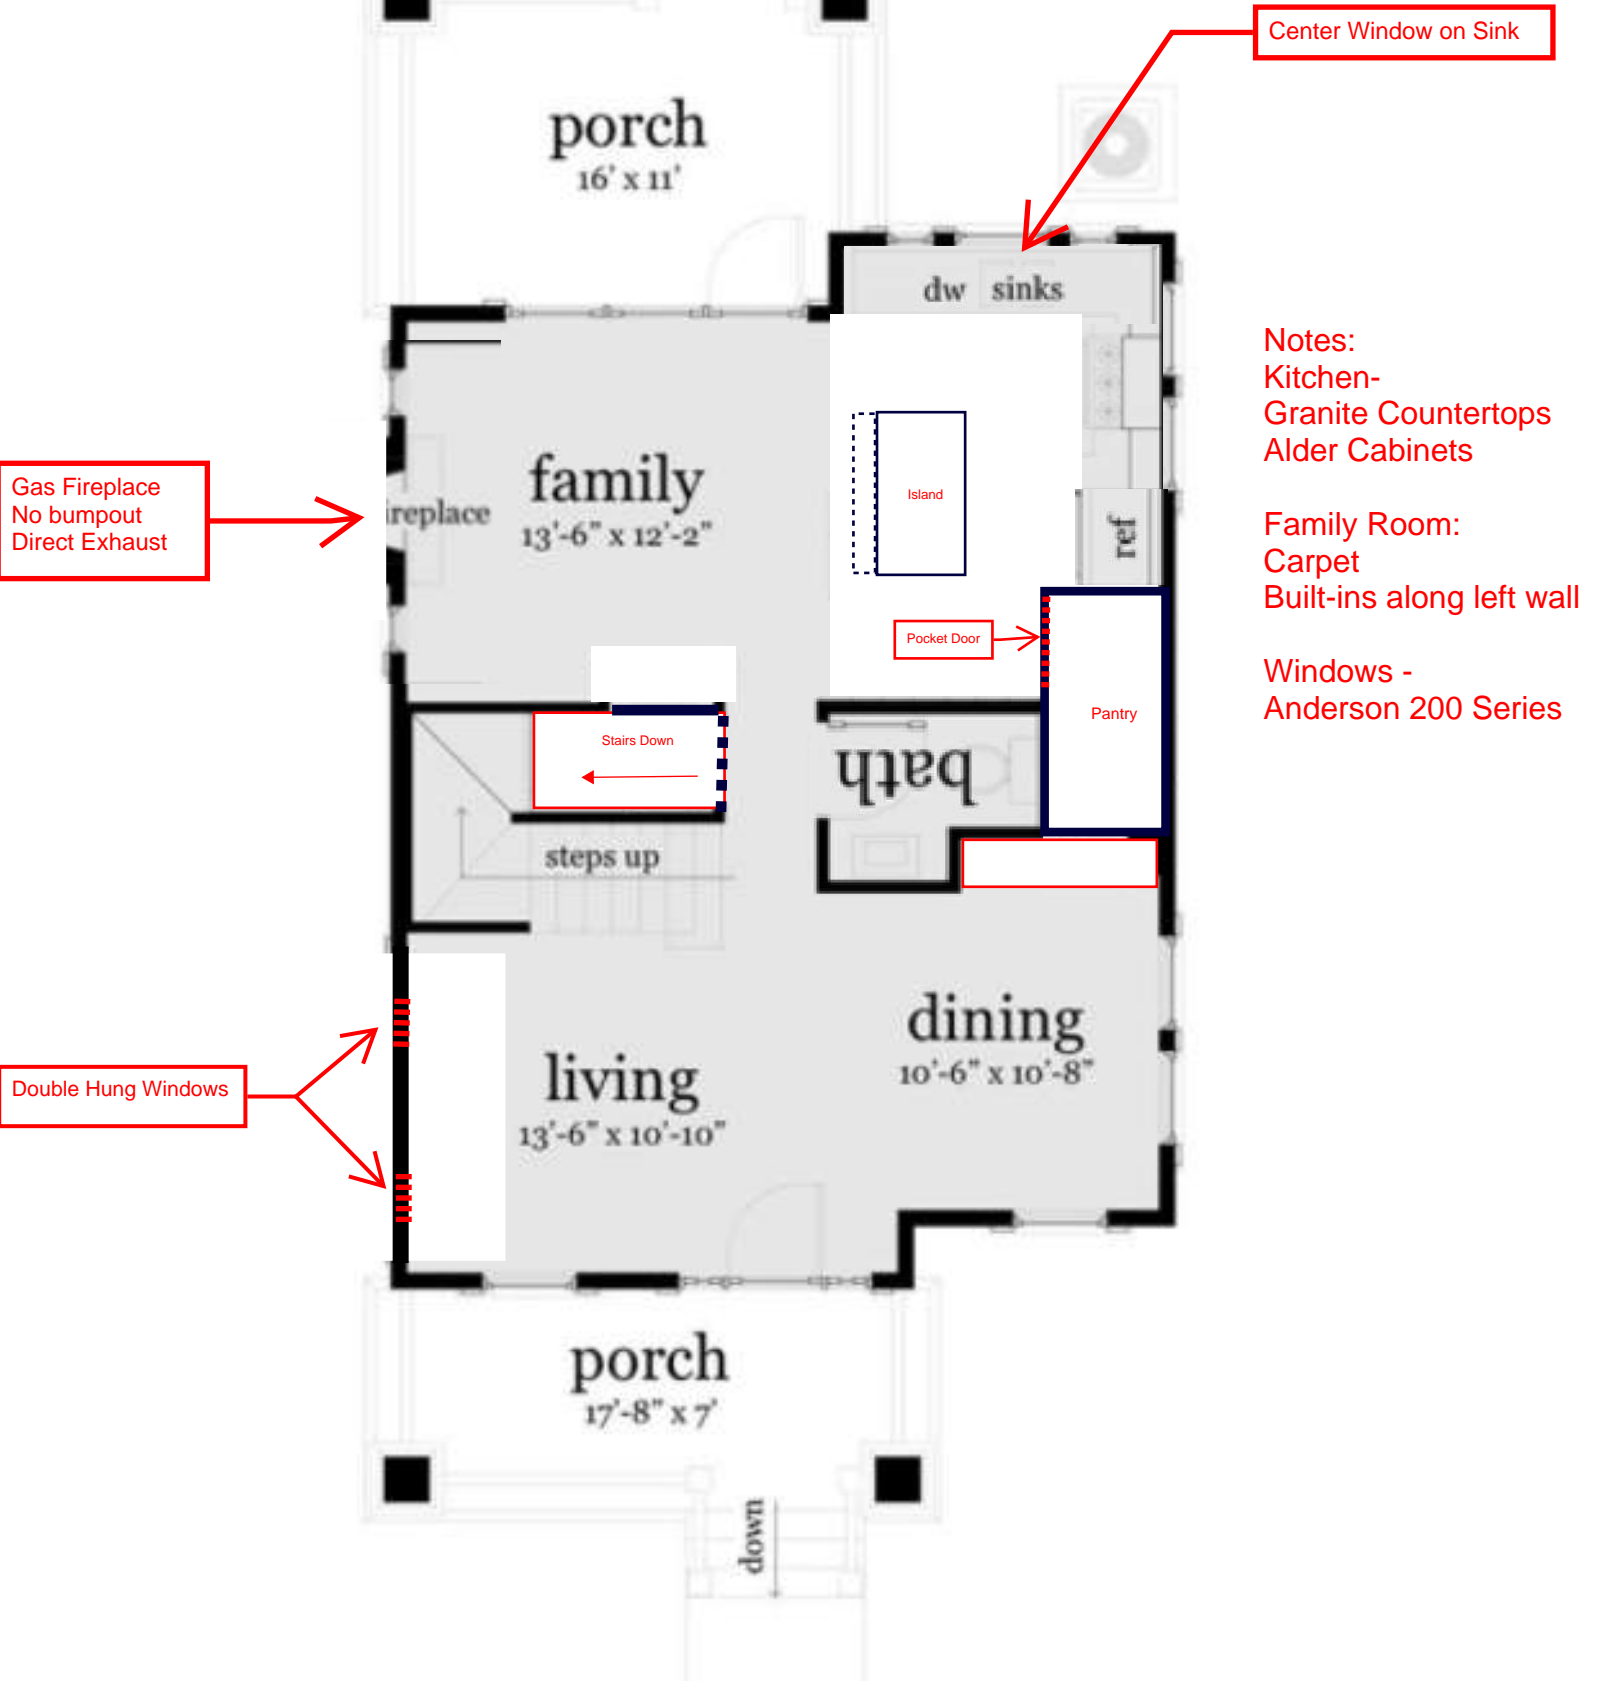 Center Window on Sink
porch
16' x 11'
dw sinks
Notes:
Kitchen-
Granite Countertops
Alder Cabinets
Family Room:
Carpet
Built-ins along left wall
Windows -
Anderson 200 Series
Gas Fireplace
No bumpout
Direct Exhaust
ireplace
family
13'-6" x 12'-2"
Island
ref
Pocket Door
Pantry
Stairs Down
bath
steps up
Double Hung Windows
living
13'-6" x 10'-10"
dining
10'-6" x 10'-8"
porch
17'-8" x 7'
down